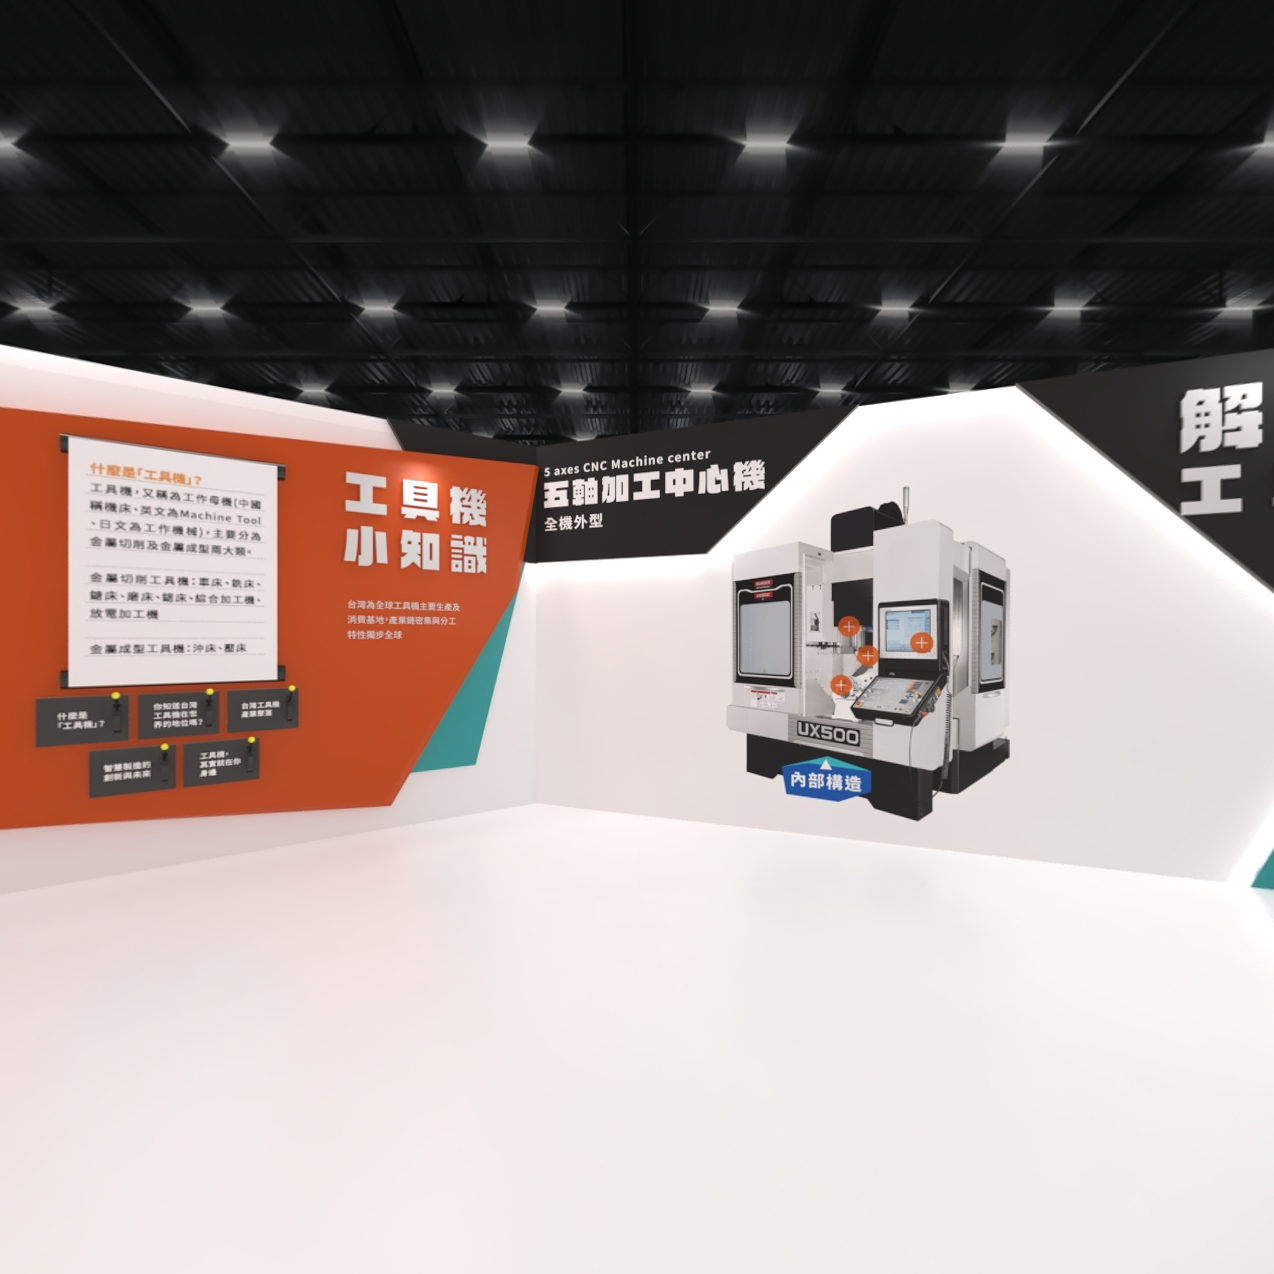 什麼是「工具機」?
工具機,又稱為工作母機(中國
稱機床、英文為Machine Tool
、日文為工作機械),主要分為
金屬切削及金屬成型兩大類。
金屬切削工具機:車床、銑床、
鏜床、磨床、鋸床、綜合加工機、
放電加工機
金屬成型工具機:沖床、壓床
什麼是
「工具機」?
你知道台灣
工具機在世
界的地位嗎?
台灣工具機
產業聚落
智慧製造的
創新與未來
工具機,
其實就在你
身邊
工具機
小知識
台灣為全球工具機主要生產及
消費基地,產業鏈密集與分工
特性獨步全球
5 axes CNC Machine center
五軸加工中心機
全機外型
UX500
內部構造
解
工